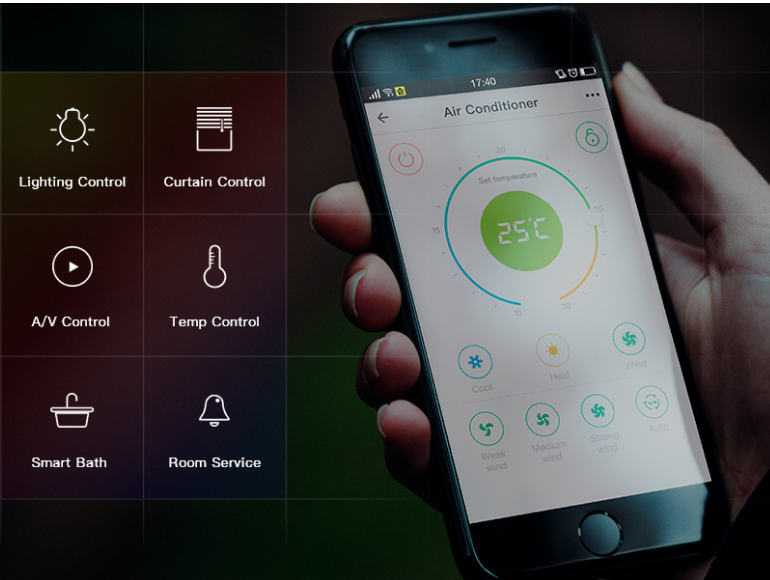 Lighting Control
Curtain Control
A/V Control
Temp Control
Smart Bath
Room Service
17:40
Air Conditioner
20
Set temperature
15
25
25℃
10
30
Cool
Heat
Wind
Weak
wind
Medium
wind
Strong
wind
Auto